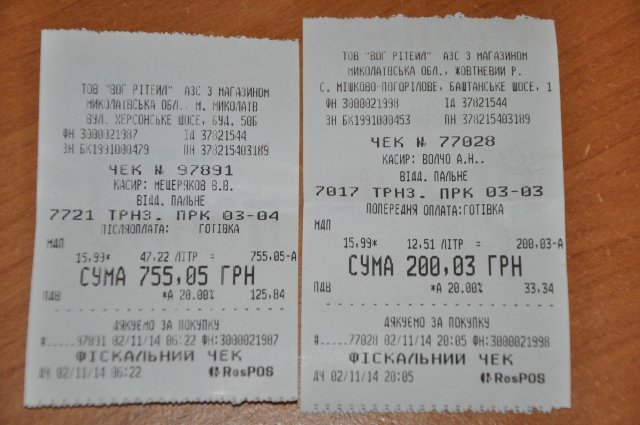 ТОВ "ВОГ РІТЕЙЛ" АЗС З МАГАЗИНОМ
МИКОЛАЇВСЬКА ОБЛ., М. МИКОЛАЇВ
ВУЛ. ХЕРСОНСЬКЕ ШОСЕ, БУД. 50Б
ФН 3000021987 ІД 37821544
ЗН БК1991000479 ПН 378215403189
ЧЕК № 97891
КАСИР: МЕЩЕРЯКОВ В.В.
ВІДД. ПАЛЬНЕ
7721 ТРНЗ. ПРК 03-04
ПІСЛЯОПЛАТА: ГОТІВКА
МДП
15,99* 47,22 ЛІТР = 755,05-А
СУМА 755,05 ГРН
ПДВ *А 20.00% 125,84
ДЯКУЄМО ЗА ПОКУПКУ
#.....97891 02/11/14 06:22 ФН:3000021987
ФІСКАЛЬНИЙ ЧЕК
ДЧ 02/11/14 06:22 RosPOS
ТОВ "ВОГ РІТЕЙЛ" АЗС З МАГАЗИНОМ
МИКОЛАЇВСЬКА ОБЛ., ЖОВТНЕВИЙ Р.
С. МІШКОВО-ПОГОРІЛОВЕ, БАШТАНСЬКЕ ШОСЕ, 1
ФН 3000021998 ІД 37821544
ЗН БК1991000453 ПН 378215403189
ЧЕК № 77028
КАСИР: ВОЛЧО А.Н..
ВІДД. ПАЛЬНЕ
7017 ТРНЗ. ПРК 03-03
ПОПЕРЕДНЯ ОПЛАТА:ГОТІВКА
МДП
15,99* 12,51 ЛІТР = 200,03-А
СУМА 200,03 ГРН
ПДВ *А 20.00% 33,34
ДЯКУЄМО ЗА ПОКУПКУ
#.....77028 02/11/14 20:05 ФН:3000021998
ФІСКАЛЬНИЙ ЧЕК
ДЧ 02/11/14 20:05 RosPOS